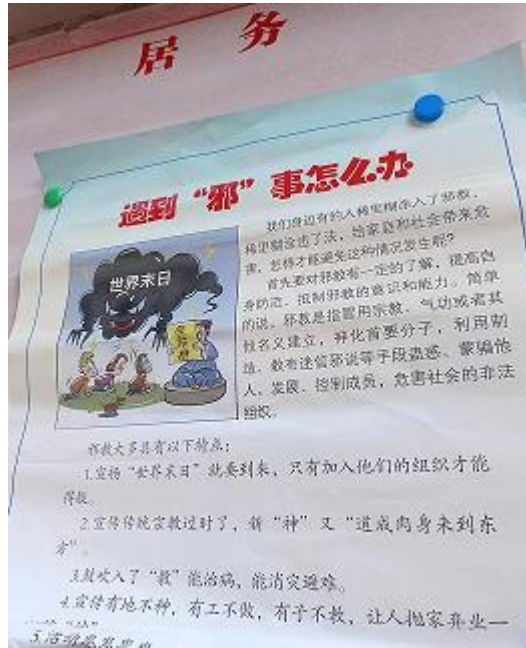 居务
遇到“邪”事怎么办
我们身边有的人稀里糊涂入了邪教，
稀里糊涂违了法，给家庭和社会带来危
害，怎样才能避免这种情况发生呢？
首先要对邪教有一定的了解，提高自
身防范、抵制邪教的意识和能力。简单
的说，邪教是指冒用宗教、气功或者其
他名义建立，神化首要分子，利用制
造、散布迷信邪说等手段蛊惑、蒙骗他
人，发展、控制成员，危害社会的非法
组织。
世界末日
邪教大多具有以下特点：
1.宣扬“世界末日”就要到来，只有加入他们的组织才能
得救。
2.宣传传统宗教过时了，新“神”又“道成肉身来到东
方”。
3.鼓吹入了“教”能治病，能消灾避难。
4.宣传有地不种，有工不做，有子不教，让人抛家弃业一
5.活动